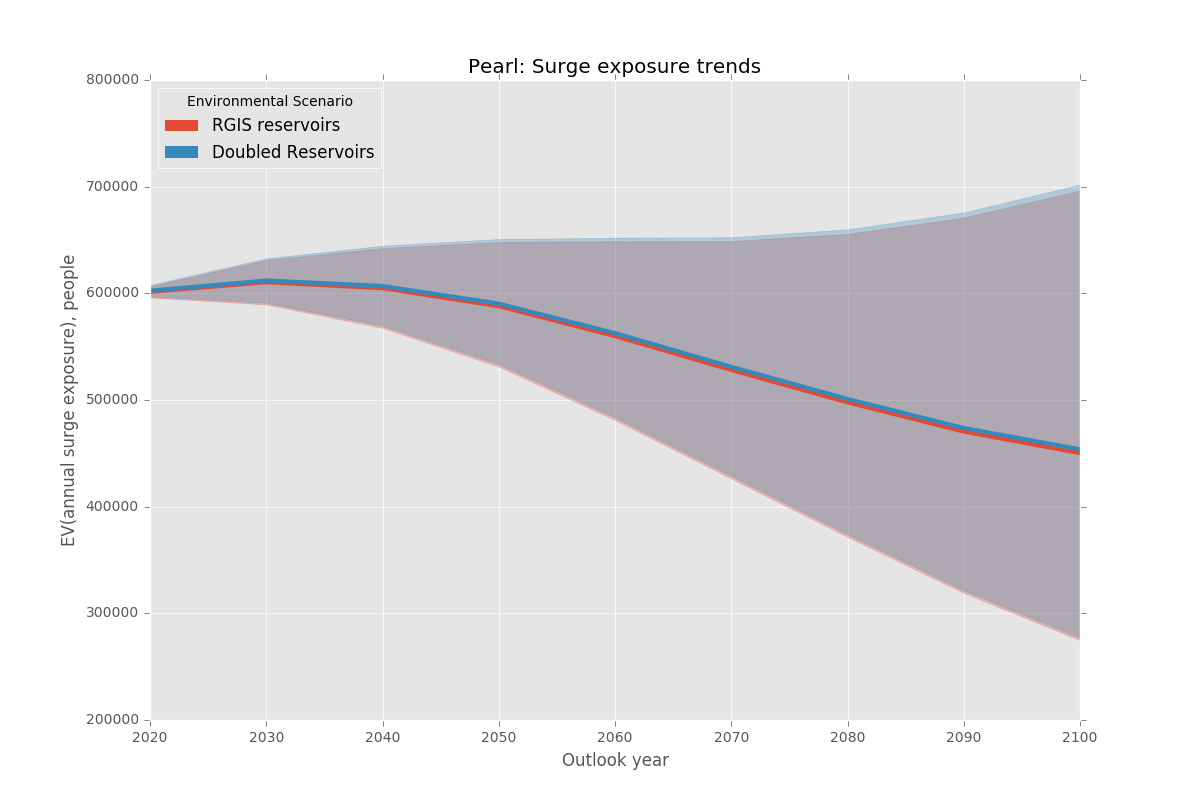 Pearl: Surge exposure trends
800000
700000
600000
500000
400000
300000
200000
EV(annual surge exposure), people
Environmental Scenario
RGIS reservoirs
Doubled Reservoirs
2020 2030 2040 2050 2060 2070 2080 2090 2100
Outlook year